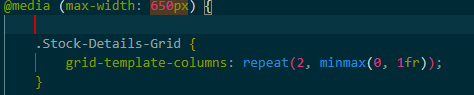 @media (max-width: 650px) {
.Stock-Details-Grid {
grid-template-columns: repeat(2, minmax(0, 1fr));
}